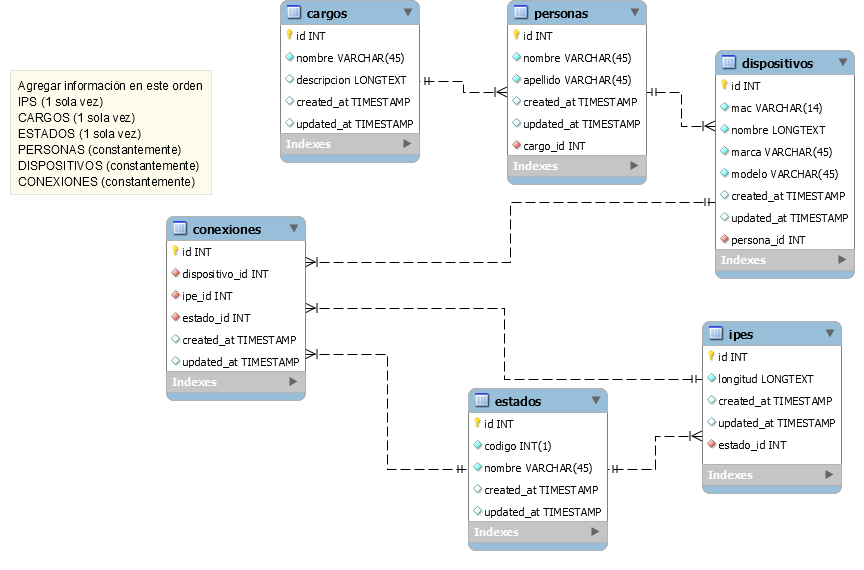 Agregar información en este orden
IPS (1 sola vez)
CARGOS (1 sola vez)
ESTADOS (1 sola vez)
PERSONAS (constantemente)
DISPOSITIVOS (constantemente)
CONEXIONES (constantemente)
cargos
id INT
nombre VARCHAR(45)
descripcion LONGTEXT
created_at TIMESTAMP
updated_at TIMESTAMP
Indexes
personas
id INT
nombre VARCHAR(45)
apellido VARCHAR(45)
created_at TIMESTAMP
updated_at TIMESTAMP
cargo_id INT
Indexes
dispositivos
id INT
mac VARCHAR(14)
nombre LONGTEXT
marca VARCHAR(45)
modelo VARCHAR(45)
created_at TIMESTAMP
updated_at TIMESTAMP
persona_id INT
Indexes
conexiones
id INT
dispositivo_id INT
ipe_id INT
estado_id INT
created_at TIMESTAMP
updated_at TIMESTAMP
Indexes
estados
id INT
codigo INT(1)
nombre VARCHAR(45)
created_at TIMESTAMP
updated_at TIMESTAMP
Indexes
ipes
id INT
longitud LONGTEXT
created_at TIMESTAMP
updated_at TIMESTAMP
estado_id INT
Indexes